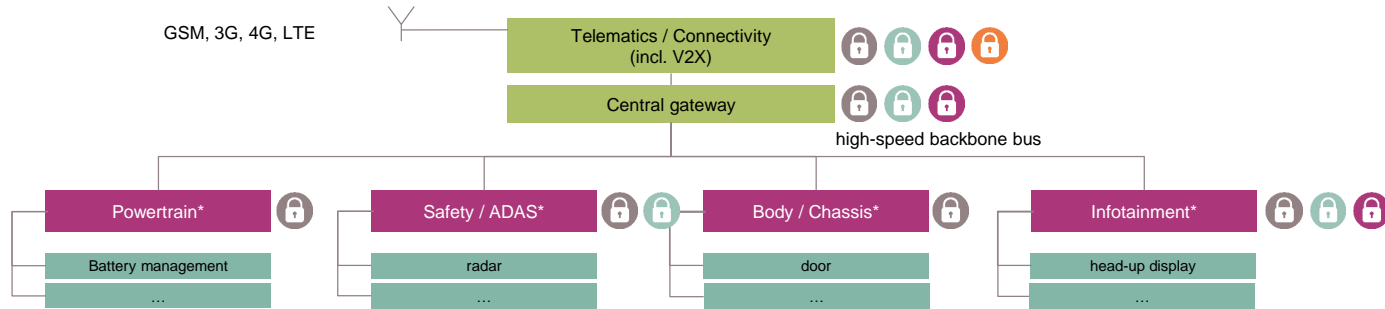 GSM, 3G, 4G, LTE
Telematics / Connectivity
(incl. V2X)
Central gateway
high-speed backbone bus
Powertrain*
Safety / ADAS*
Body / Chassis*
Infotainment*
Battery management
radar
door
head-up display
…
…
…
…